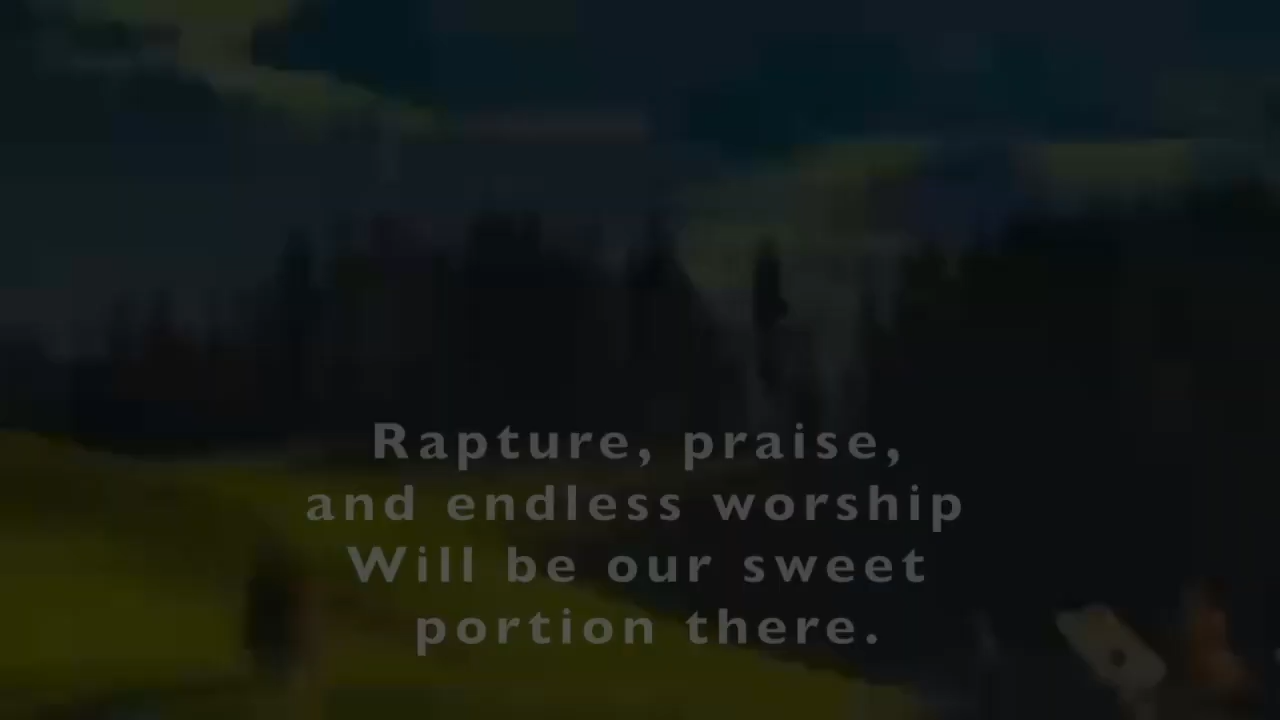 Rapture, praise,
and endless worship
Will be our sweet
portion there.